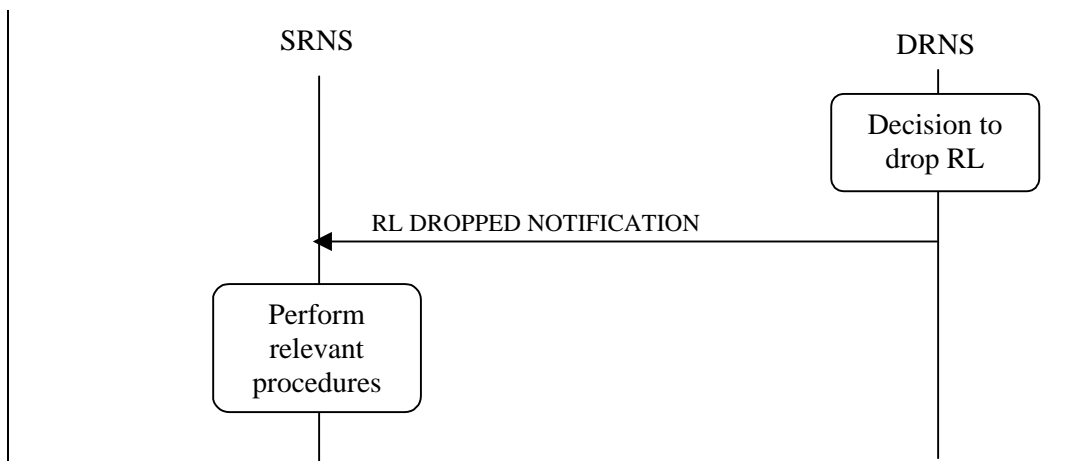 SRNS
DRNS
Decision to
drop RL
RL DROPPED NOTIFICATION
Perform
relevant
procedures